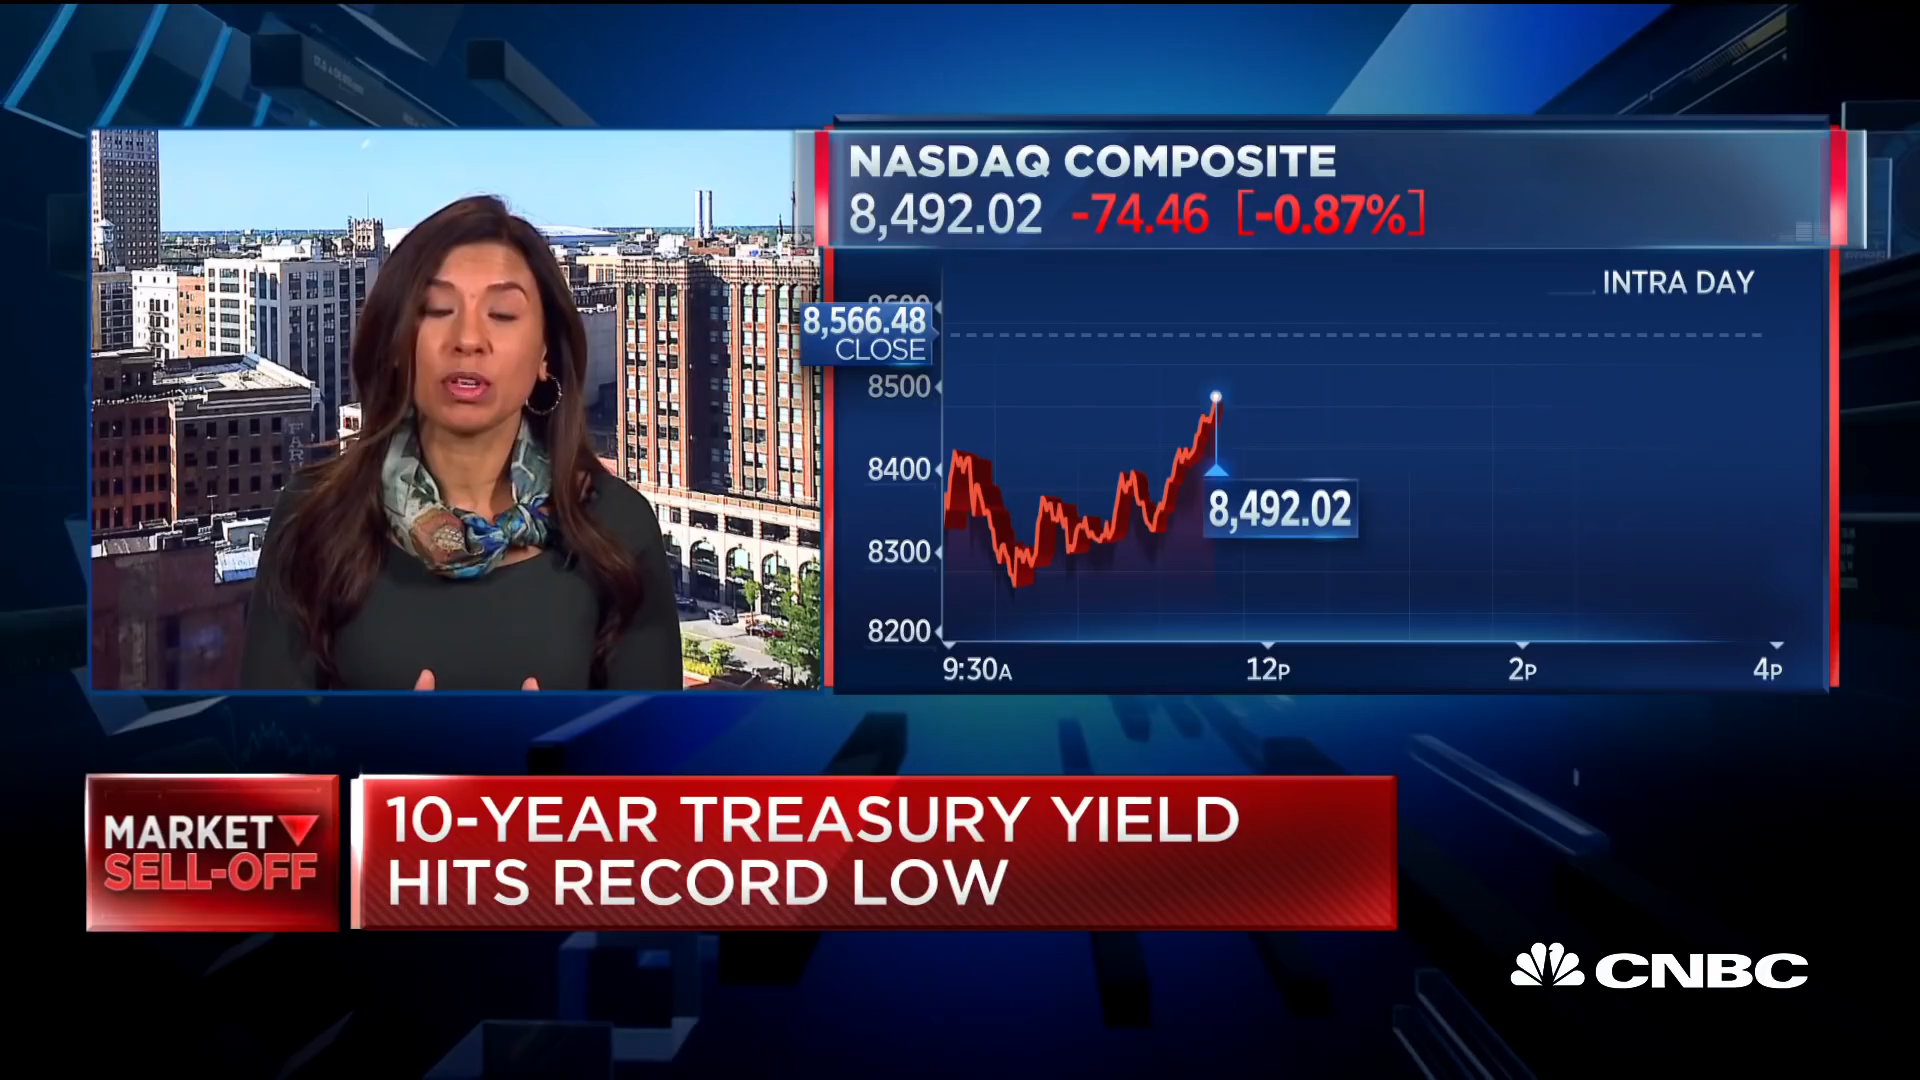 NASDAQ COMPOSITE
8,492.02 -74.46 [-0.87%]
INTRA DAY
8600
8,566.48
CLOSE
8500
8400
8,492.02
8300
8200
9:30A 12P 2P 4P
MARKET
SELL-OFF
10-YEAR TREASURY YIELD
HITS RECORD LOW
CNBC